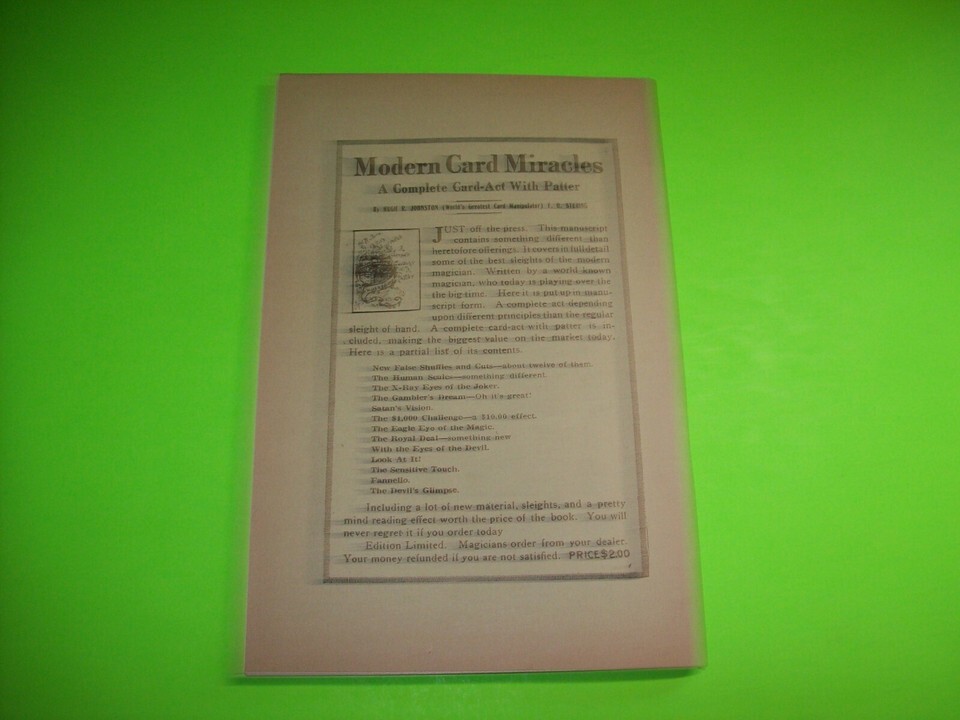 Modern Card Miracles
A Complete Card-Act With Patter
By HUGH R. JOHNSTON (World's Greatest Card Manipulator)
JUST off the press. This manuscript
contains something different than
heretofore offerings. It covers in full detail
some of the best sleights of the modern
magician. Written by a world known
magician, who today is playing over the
the big time. Here it is put up in manu-
script form. A complete act depending
upon different principles than the regular
sleight of hand. A complete card-act with patter is in-
cluded, making the biggest value on the market today.
Here is a partial list of its contents.
New False Shuffles and Cuts—about twelve of them.
The Human Scales—something different.
The X-Ray Eyes of the Joker.
The Gambler's Dream—Oh it's great!
Satan's Vision.
The $1,000 Challenge—a $10.00 effect.
The Eagle Eye of the Magic.
The Royal Deal—something new
With the Eyes of the Devil.
Look At It!
The Sensitive Touch.
Fannello.
The Devil's Glimpse.
Including a lot of new material, sleights, and a pretty
mind reading effect worth the price of the book. You will
never regret it if you order today
Edition Limited. Magicians order from your dealer
Your money refunded if you are not satisfied. PRICE $2.00